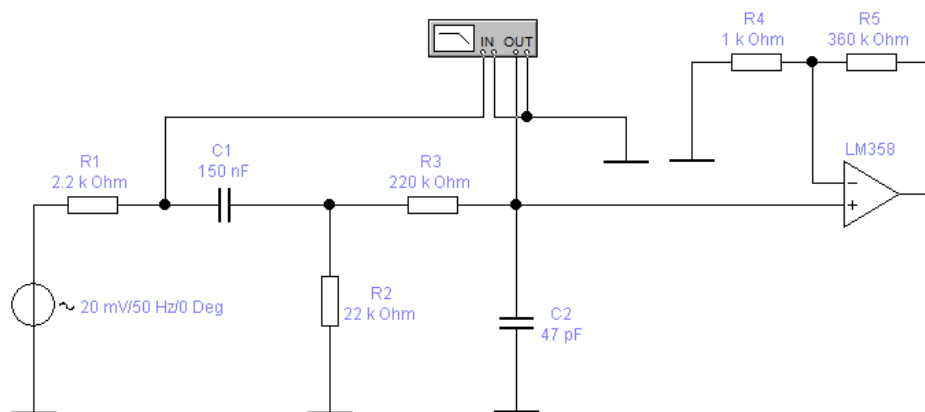 R4
1 k Ohm
R5
360 k Ohm
IN OUT
R1
2.2 k Ohm
C1
150 nF
R3
220 k Ohm
LM358
−
+
20 mV/50 Hz/0 Deg
R2
22 k Ohm
C2
47 pF